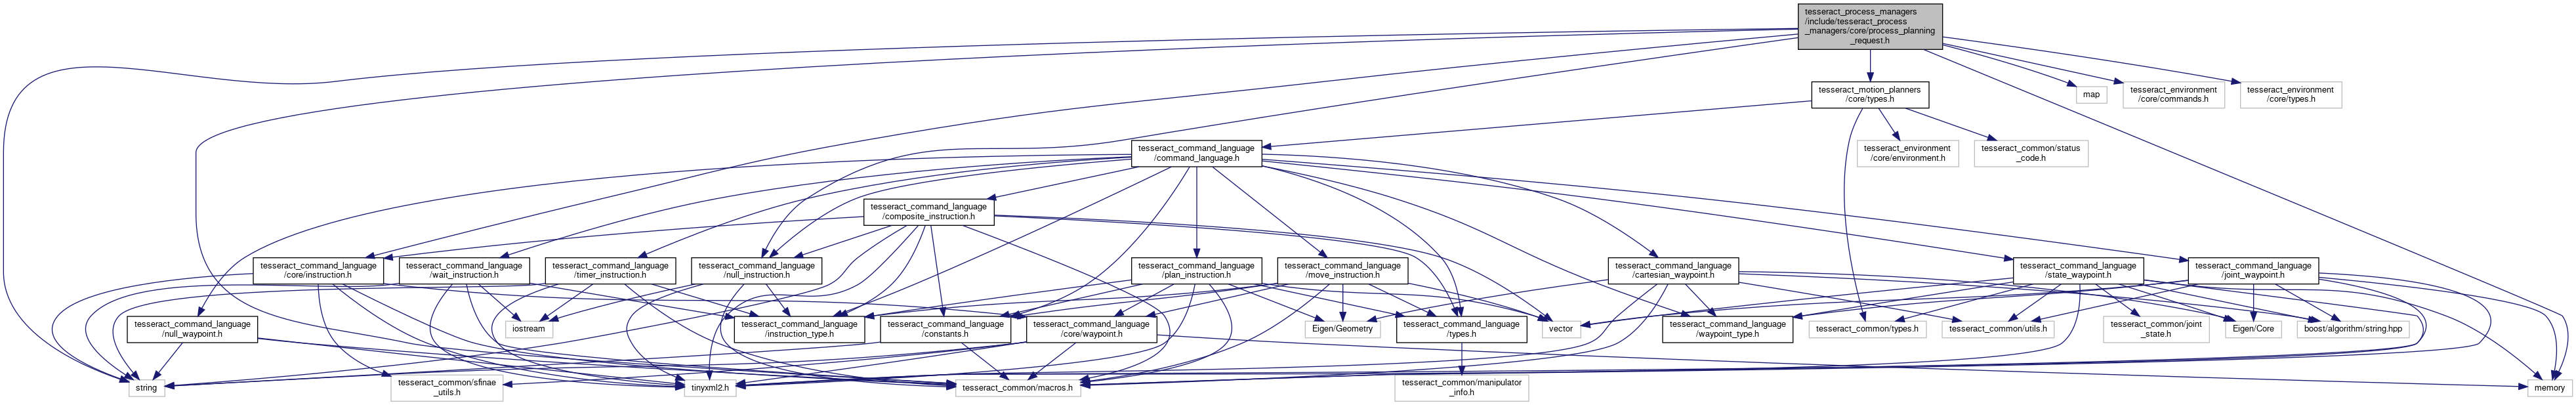 tesseract_process_managers
/include/tesseract_process
_managers/core/process_planning
_request.h
tesseract_motion_planners
/core/types.h
map
tesseract_environment
/core/commands.h
tesseract_environment
/core/types.h
tesseract_command_language
/command_language.h
tesseract_environment
/core/environment.h
tesseract_common/status
_code.h
tesseract_command_language
/composite_instruction.h
tesseract_command_language
/core/instruction.h
tesseract_command_language
/wait_instruction.h
tesseract_command_language
/timer_instruction.h
tesseract_command_language
/null_instruction.h
tesseract_command_language
/plan_instruction.h
tesseract_command_language
/move_instruction.h
tesseract_command_language
/cartesian_waypoint.h
tesseract_command_language
/state_waypoint.h
tesseract_command_language
/joint_waypoint.h
tesseract_command_language
/null_waypoint.h
iostream
tesseract_command_language
/instruction_type.h
tesseract_command_language
/constants.h
tesseract_command_language
/core/waypoint.h
Eigen/Geometry
tesseract_command_language
/types.h
vector
tesseract_command_language
/waypoint_type.h
tesseract_common/types.h
tesseract_common/utils.h
tesseract_common/joint
_state.h
Eigen/Core
boost/algorithm/string.hpp
string
tesseract_common/sfinae
_utils.h
tinyxml2.h
tesseract_common/macros.h
tesseract_common/manipulator
_info.h
memory